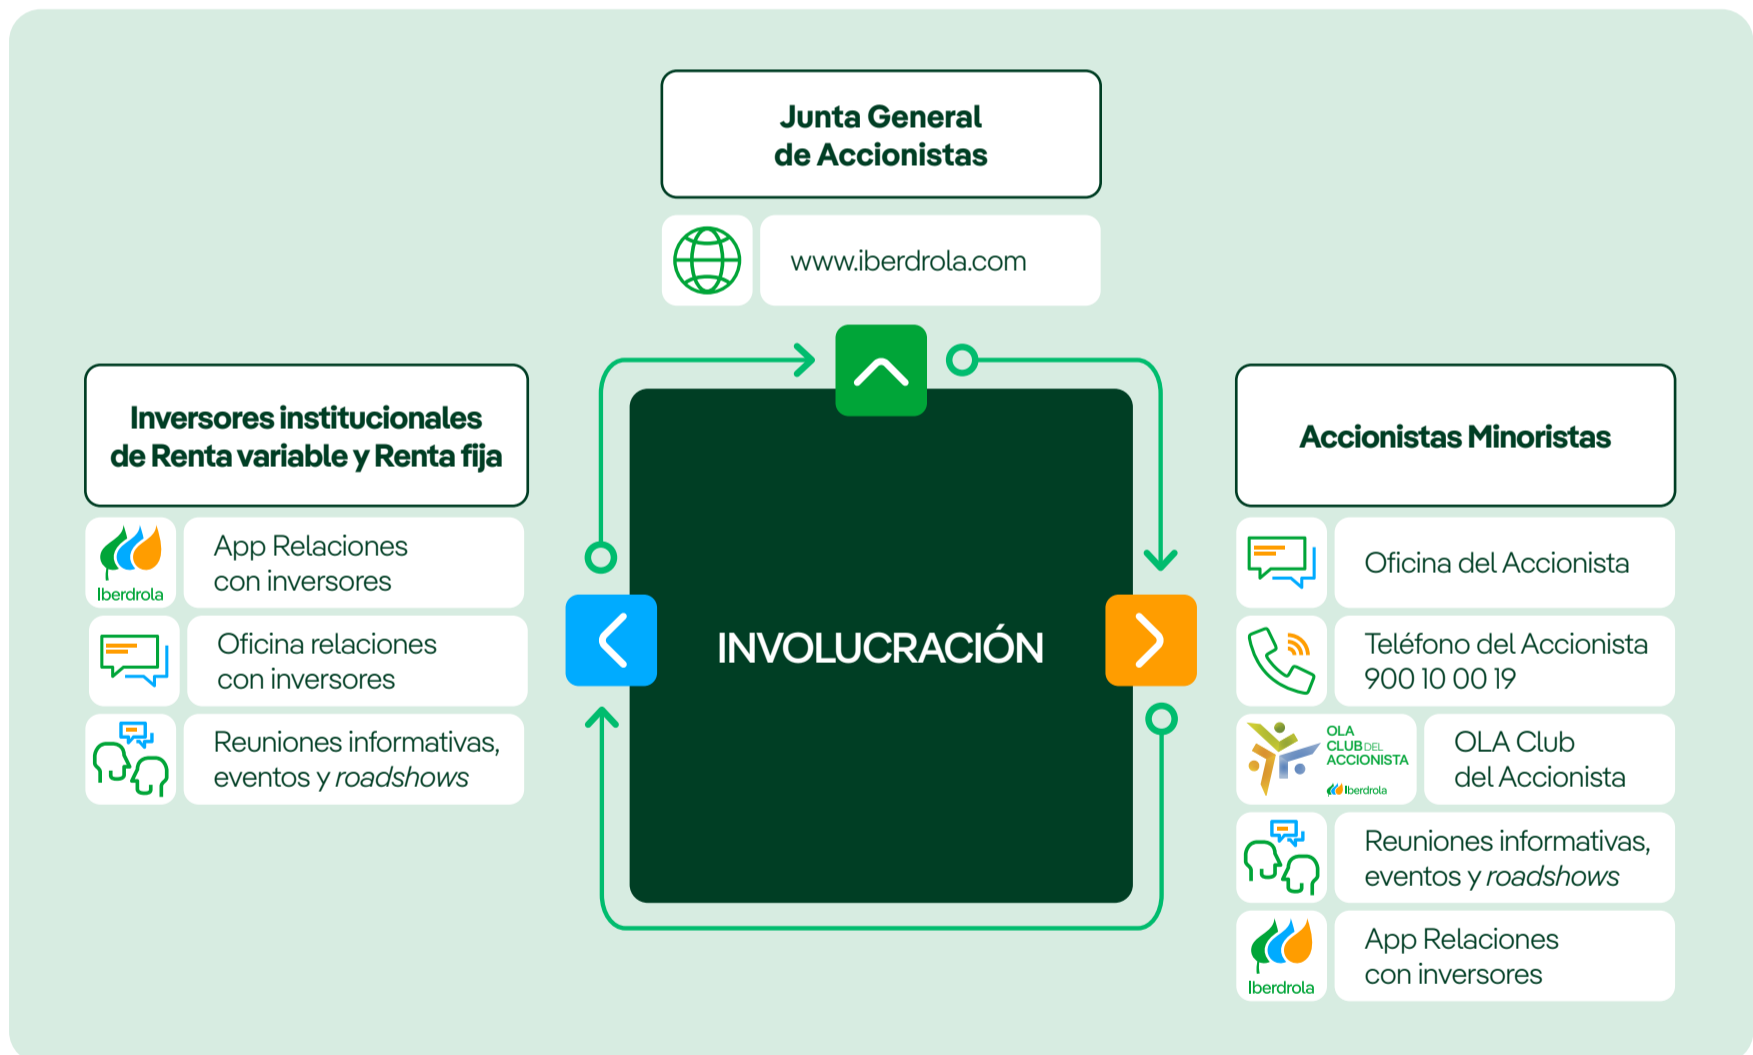 Junta General
de Accionistas
www.iberdrola.com
Inversores institucionales
de Renta variable y Renta fija
Iberdrola
App Relaciones
con inversores
Oficina relaciones
con inversores
Reuniones informativas,
eventos y roadshows
INVOLUCRACIÓN
Accionistas Minoristas
Oficina del Accionista
Teléfono del Accionista
900 10 00 19
OLA
CLUB DEL
ACCIONISTA
Iberdrola
OLA Club
del Accionista
Reuniones informativas,
eventos y roadshows
Iberdrola
App Relaciones
con inversores